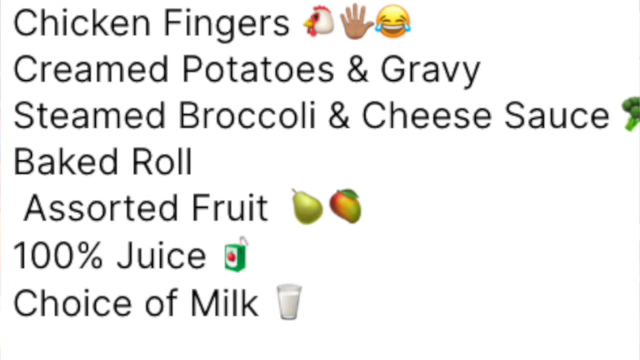 Chicken Fingers 🐔🖐🏽😂
Creamed Potatoes & Gravy
Steamed Broccoli & Cheese Sauce 🥦
Baked Roll
Assorted Fruit 🍐🥭
100% Juice 🧃
Choice of Milk 🥛